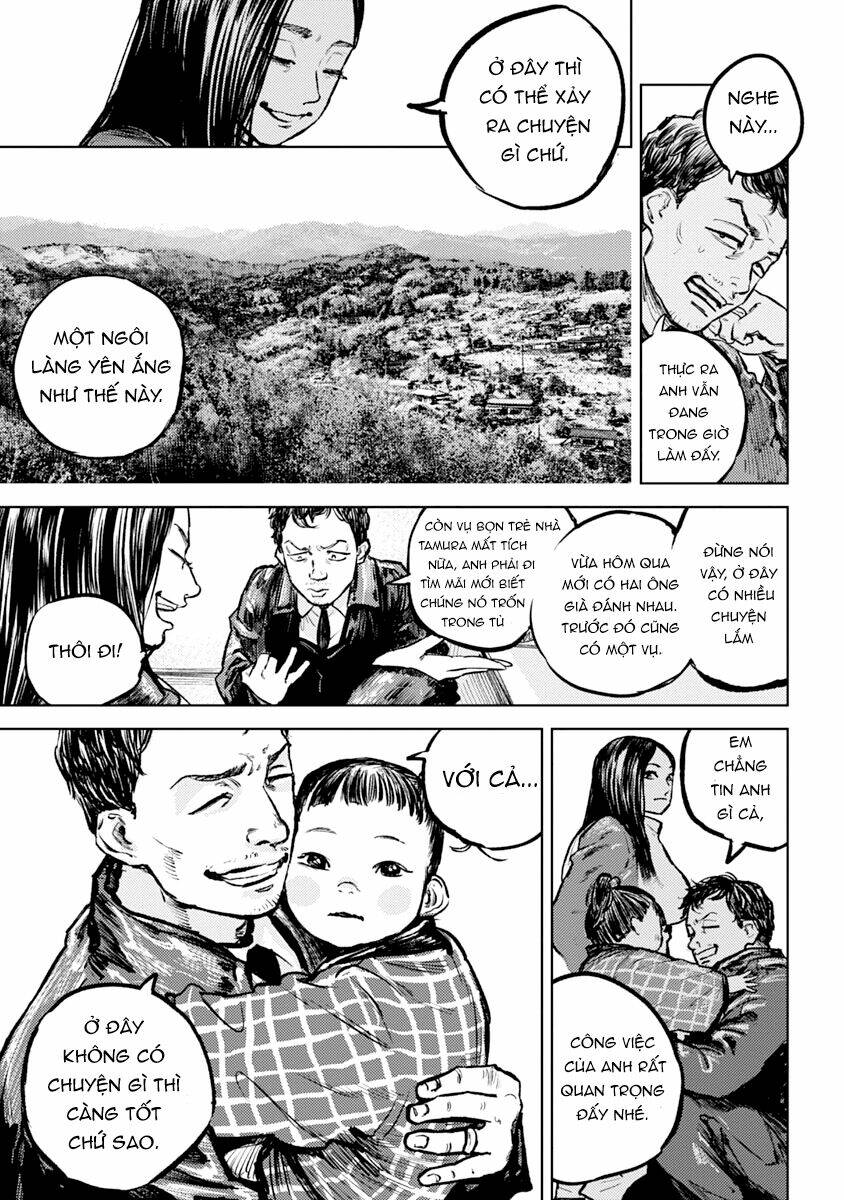 NGHE
NÀY...
THỰC RA
ANH VẪN
ĐANG
TRONG GIỜ
LÀM ĐẤY.
Ở ĐÂY THÌ
CÓ THỂ XẢY
RA CHUYỆN
GÌ CHỨ.
MỘT NGÔI
LÀNG YÊN ẮNG
NHƯ THẾ NÀY.
ĐỪNG NÓI
VẬY, Ở ĐÂY
CÓ NHIỀU
CHUYỆN
LẮM
VỪA HÔM QUA
MỚI CÓ HAI ÔNG
GIÀ ĐÁNH NHAU.
TRƯỚC ĐÓ CŨNG
CÓ MỘT VỤ.
CÒN VỤ BỌN TRẺ NHÀ
TAMURA MẤT TÍCH
NỮA, ANH PHẢI ĐI
TÌM MÃI MỚI BIẾT
CHÚNG NÓ TRỐN
TRONG TỦ
THÔI ĐI!
EM
CHẲNG
TIN ANH
GÌ CẢ,
CÔNG VIỆC
CỦA ANH RẤT
QUAN TRỌNG
ĐẤY NHÉ.
VỚI CẢ...
Ở ĐÂY
KHÔNG CÓ
CHUYỆN GÌ THÌ
CÀNG TỐT
CHỨ SAO.